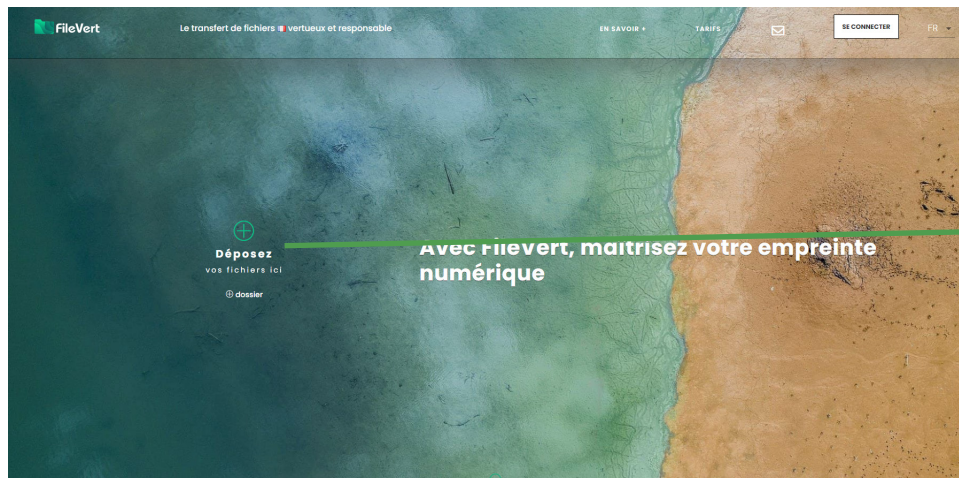 FileVert
Le transfert de fichiers vertueux et responsable
EN SAVOIR +
TARIFS
SE CONNECTER
FR
Déposez
vos fichiers ici
dossier
Avec FileVert, maîtrisez votre empreinte
numérique